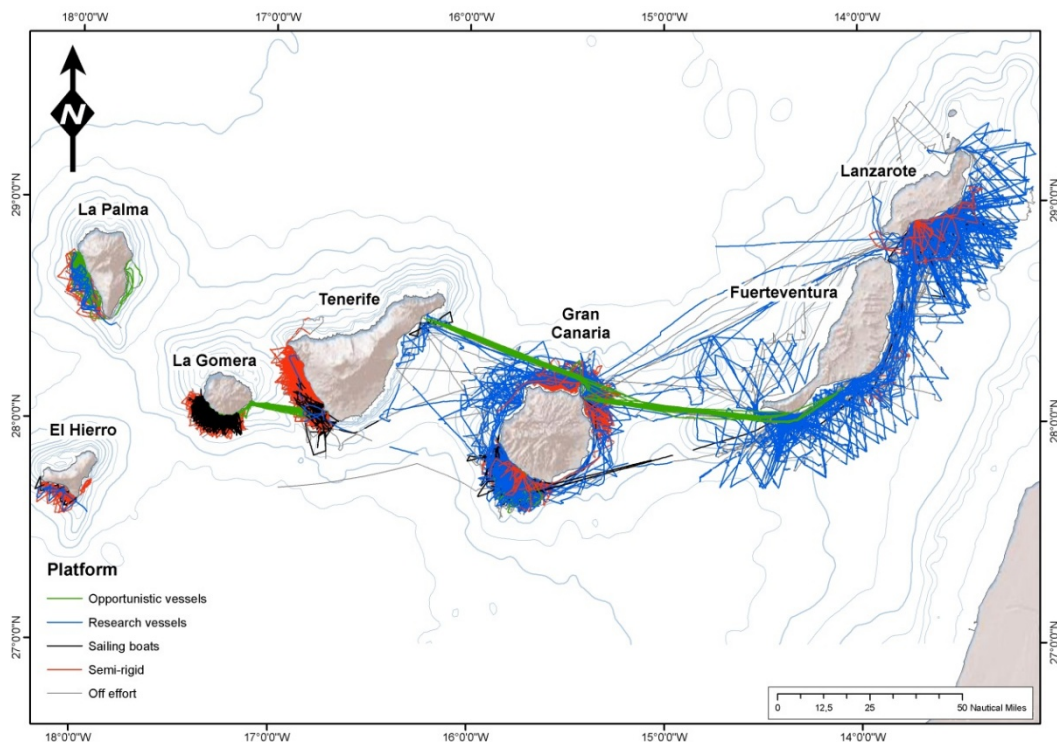 18°0'0"W 17°0'0"W 16°0'0"W 15°0'0"W 14°0'0"W
N
Lanzarote
29°0'0"N 29°0'0"N
La Palma
Fuerteventura
Tenerife
Gran
Canaria
La Gomera
28°0'0"N 28°0'0"N
El Hierro
Platform
Opportunistic vessels
Research vessels
Sailing boats
27°0'0"N 27°0'0"N
Semi-rigid
Off effort
0 12,5 25 50 Nautical Miles
18°0'0"W 17°0'0"W 16°0'0"W 15°0'0"W 14°0'0"W